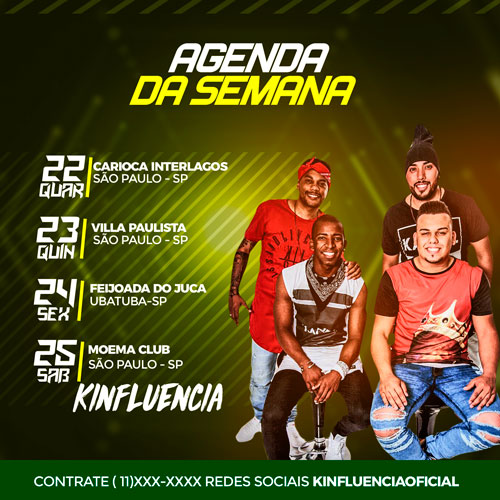 AGENDA
DA SEMANA
22
QUAR
CARIOCA INTERLAGOS
SÃO PAULO - SP
23
QUIN
VILLA PAULISTA
SÃO PAULO - SP
24
SEX
FEIJOADA DO JUCA
UBATUBA-SP
25
SAB
MOEMA CLUB
SÃO PAULO - SP
KINFLUENCIA
CONTRATE ( 11)XXX-XXXX REDES SOCIAIS KINFLUENCIAOFICIAL